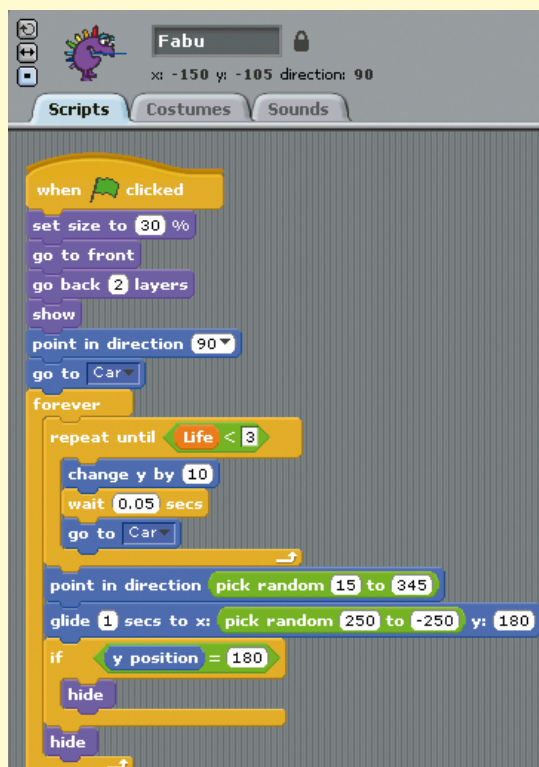 Fabu
x: -150 y: -105 direction: 90
Scripts Costumes Sounds
when clicked
set size to 30 %
go to front
go back 2 layers
show
point in direction 90
go to Car
forever
repeat until Life < 3
change y by 10
wait 0.05 secs
go to Car
point in direction pick random 15 to 345
glide 1 secs to x: pick random 250 to -250 y: 180
if y position = 180
hide
hide